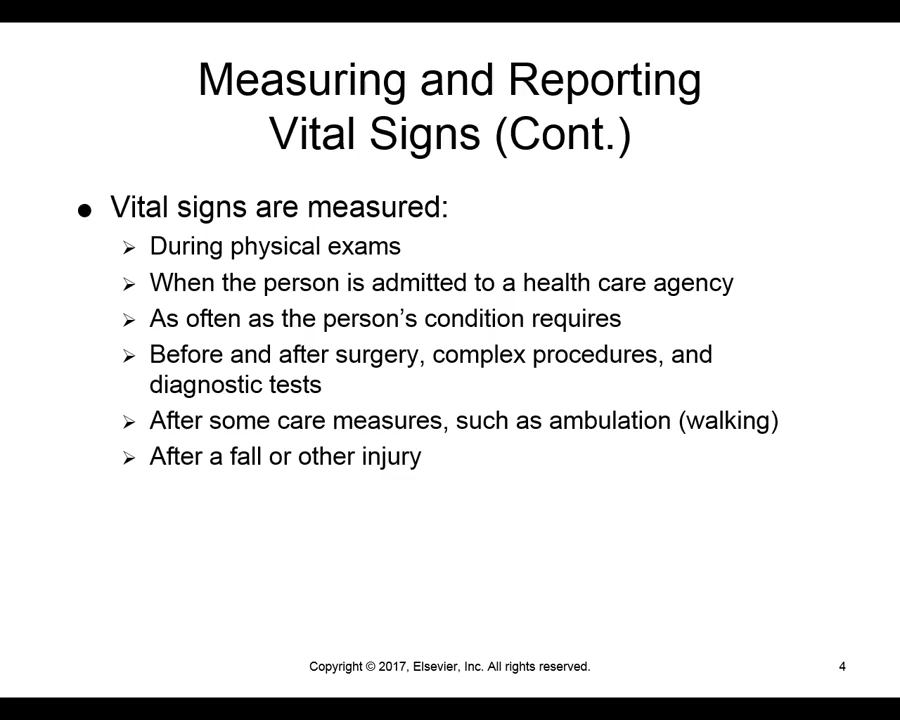 Measuring and Reporting
Vital Signs (Cont.)
● Vital signs are measured:
➢ During physical exams
➢ When the person is admitted to a health care agency
➢ As often as the person’s condition requires
➢ Before and after surgery, complex procedures, and
diagnostic tests
➢ After some care measures, such as ambulation (walking)
➢ After a fall or other injury
Copyright © 2017, Elsevier, Inc. All rights reserved.
4